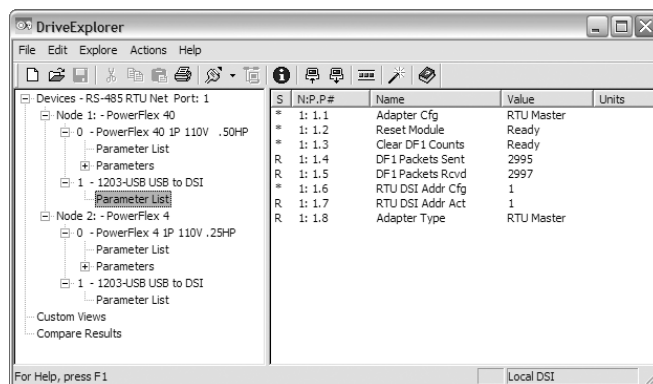 DriveExplorer
File Edit Explore Actions Help
Devices - RS-485 RTU Net Port: 1
Node 1: - PowerFlex 40
0 - PowerFlex 40 1P 110V .50HP
Parameter List
Parameters
1 - 1203-USB USB to DSI
Parameter List
Node 2: - PowerFlex 4
0 - PowerFlex 4 1P 110V .25HP
Parameter List
Parameters
1 - 1203-USB USB to DSI
Parameter List
Custom Views
Compare Results
S N:P.P# Name Value Units
* 1: 1.1 Adapter Cfg RTU Master
* 1: 1.2 Reset Module Ready
* 1: 1.3 Clear DF1 Counts Ready
R 1: 1.4 DF1 Packets Sent 2995
R 1: 1.5 DF1 Packets Rcvd 2997
* 1: 1.6 RTU DSI Addr Cfg 1
R 1: 1.7 RTU DSI Addr Act 1
R 1: 1.8 Adapter Type RTU Master
For Help, press F1
Local DSI